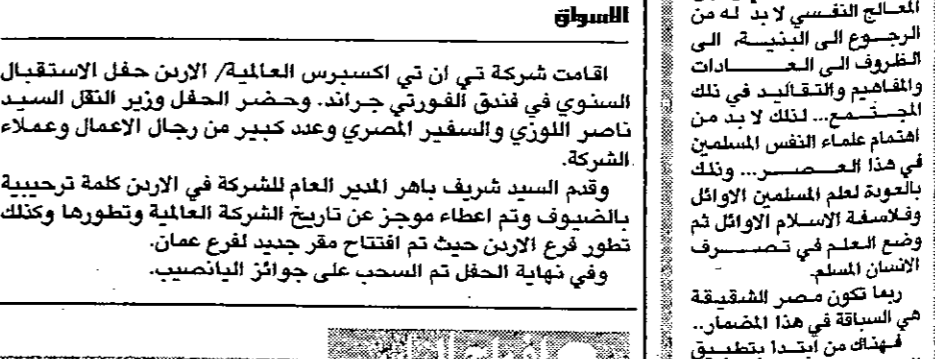 المعالج النفسي لا بد له من
الرجوع الى البنية، الى
الظروف الى العادات
والمفاهيم والتقاليد في ذلك
المجتمع... لذلك لا بد من
اهتمام علماء النفس المسلمين
في هذا العصر... وذلك
بالعودة لعلم المسلمين الاوائل
وفلاسفة الاسلام الاوائل ثم
وضع العلم في تصرف
الانسان المسلم.
ربما تكون مصر الشقيقة
هي السباقة في هذا المضمار..
فهناك من ابتدا بتطبيق
الاسواق
اقامت شركة تي ان تي اكسبرس العالمية/ الاردن حفل الاستقبال
السنوي في فندق الفورتي جراند. وحضر الحفل وزير النقل السيد
ناصر اللوزي والسفير المصري وعدد كبير من رجال الاعمال وعملاء
الشركة.
وقدم السيد شريف باهر المدير العام للشركة في الاردن كلمة ترحيبية
بالضيوف وتم اعطاء موجز عن تاريخ الشركة العالمية وتطورها وكذلك
تطور فرع الاردن حيث تم افتتاح مقر جديد لفرع عمان.
وفي نهاية الحفل تم السحب على جوائز اليانصيب.